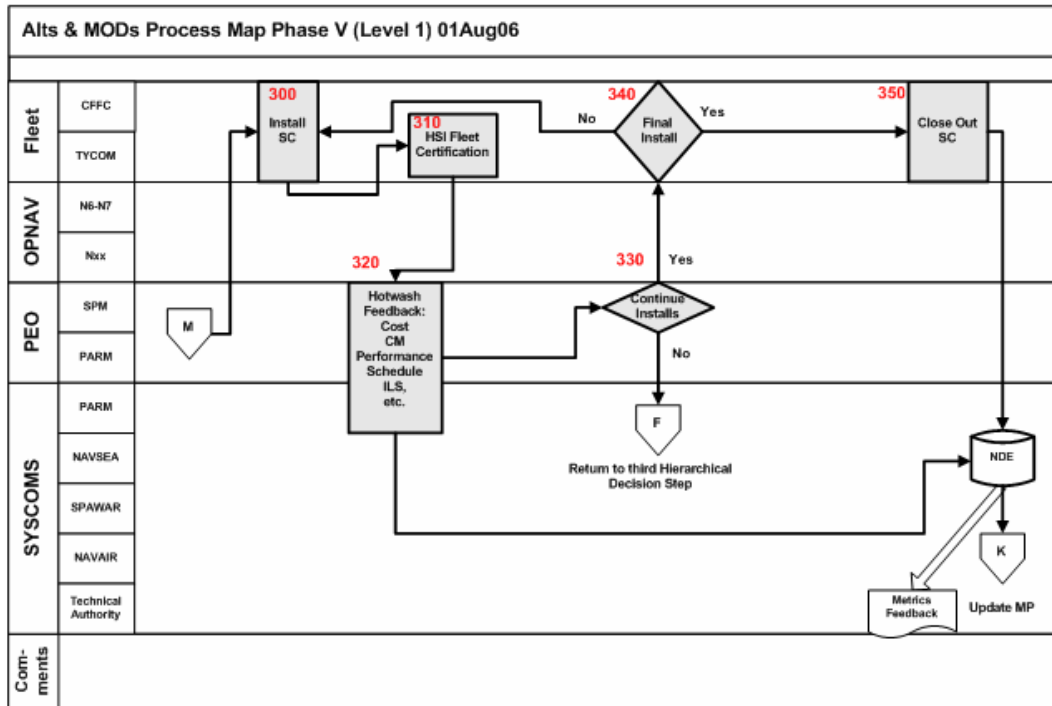 Alts & MODs Process Map Phase V (Level 1) 01Aug06
Fleet
CFFC
TYCOM
300
Install
SC
310
HSI Fleet
Certification
No
340
Final
Install
Yes
350
Close Out
SC
OPNAV
N6-N7
Nxx
320
330
Yes
PEO
SPM
PARM
M
Hotwash
Feedback:
Cost
CM
Performance
Schedule
ILS,
etc.
Continue
Installs
No
SYSCOMS
PARM
NAVSEA
SPAWAR
NAVAIR
Technical
Authority
F
Return to third Hierarchical
Decision Step
NDE
K
Metrics
Feedback
Update MP
Com-
ments